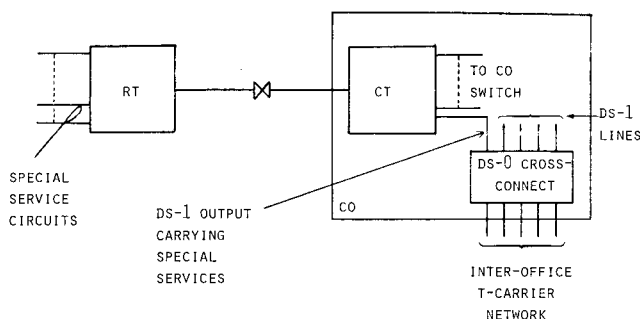 RT
CT
TO CO
SWITCH
DS-1
LINES
DS-0 CROSS-
CONNECT
CO
SPECIAL
SERVICE
CIRCUITS
DS-1 OUTPUT
CARRYING
SPECIAL
SERVICES
INTER-OFFICE
T-CARRIER
NETWORK